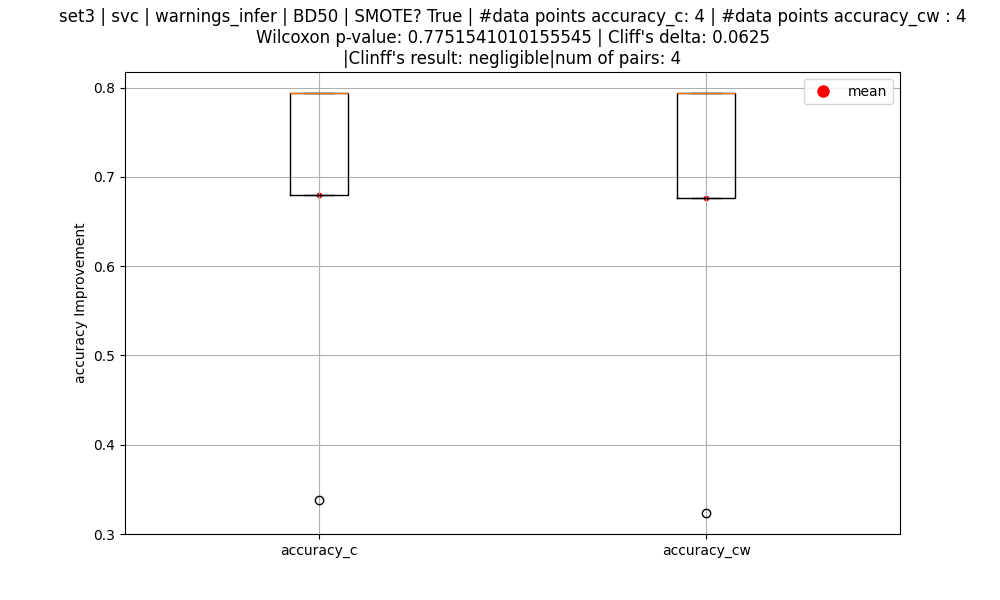 set3 | svc | warnings_infer | BD50 | SMOTE? True | #data points accuracy_c: 4 | #data points accuracy_cw : 4
Wilcoxon p-value: 0.7751541010155545 | Cliff's delta: 0.0625
|Clinff's result: negligible|num of pairs: 4
mean
accuracy Improvement
0.8
0.7
0.6
0.5
0.4
0.3
accuracy_c
accuracy_cw